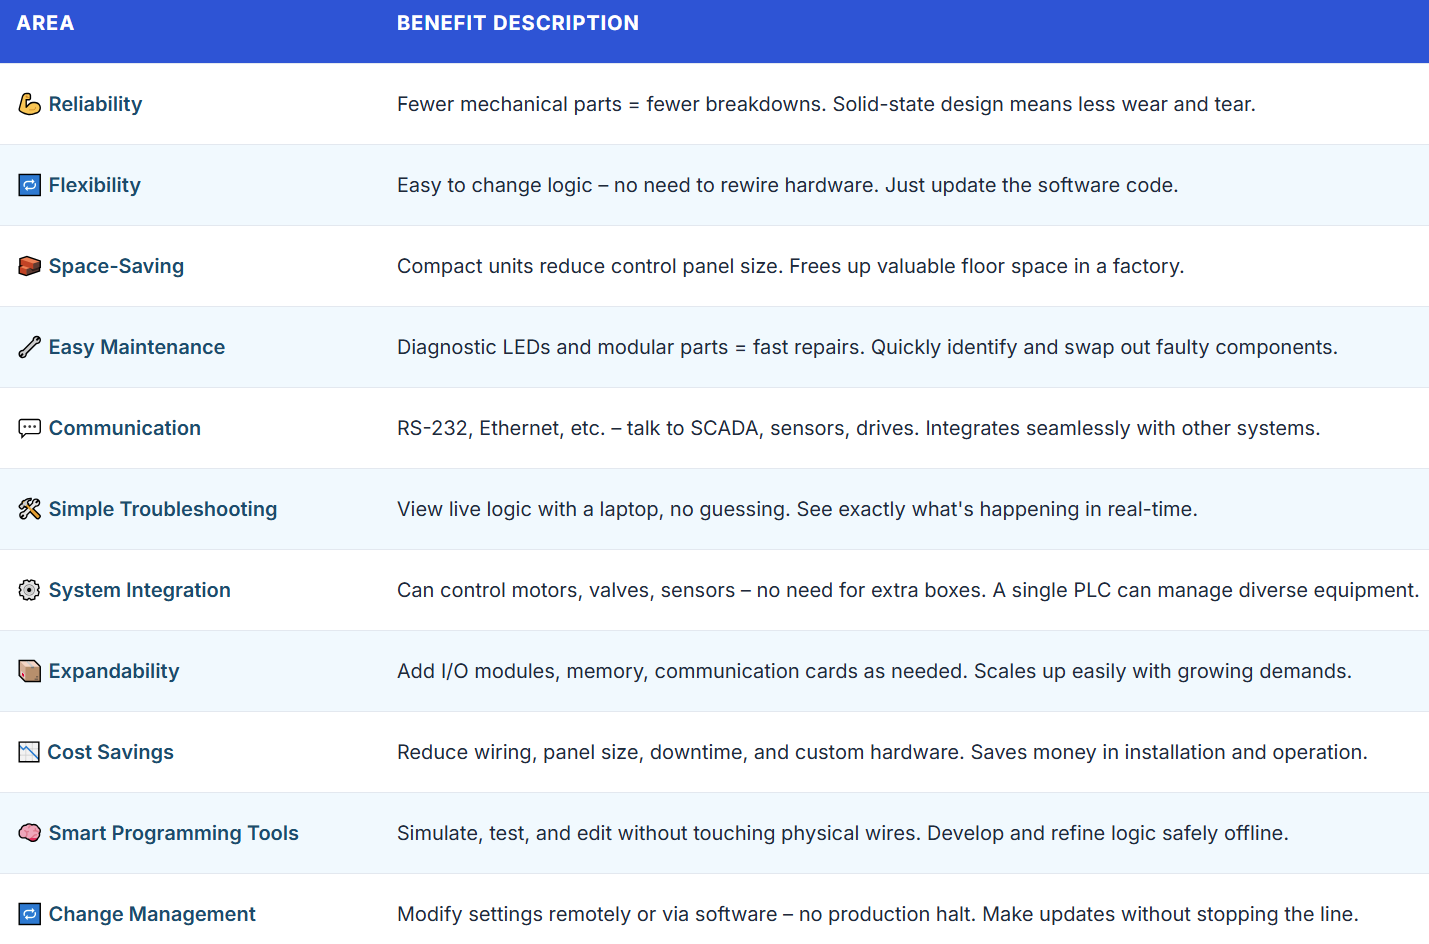 AREA BENEFIT DESCRIPTION
Reliability Fewer mechanical parts = fewer breakdowns. Solid-state design means less wear and tear.
Flexibility Easy to change logic – no need to rewire hardware. Just update the software code.
Space-Saving Compact units reduce control panel size. Frees up valuable floor space in a factory.
Easy Maintenance Diagnostic LEDs and modular parts = fast repairs. Quickly identify and swap out faulty components.
Communication RS-232, Ethernet, etc. – talk to SCADA, sensors, drives. Integrates seamlessly with other systems.
Simple Troubleshooting View live logic with a laptop, no guessing. See exactly what's happening in real-time.
System Integration Can control motors, valves, sensors – no need for extra boxes. A single PLC can manage diverse equipment.
Expandability Add I/O modules, memory, communication cards as needed. Scales up easily with growing demands.
Cost Savings Reduce wiring, panel size, downtime, and custom hardware. Saves money in installation and operation.
Smart Programming Tools Simulate, test, and edit without touching physical wires. Develop and refine logic safely offline.
Change Management Modify settings remotely or via software – no production halt. Make updates without stopping the line.